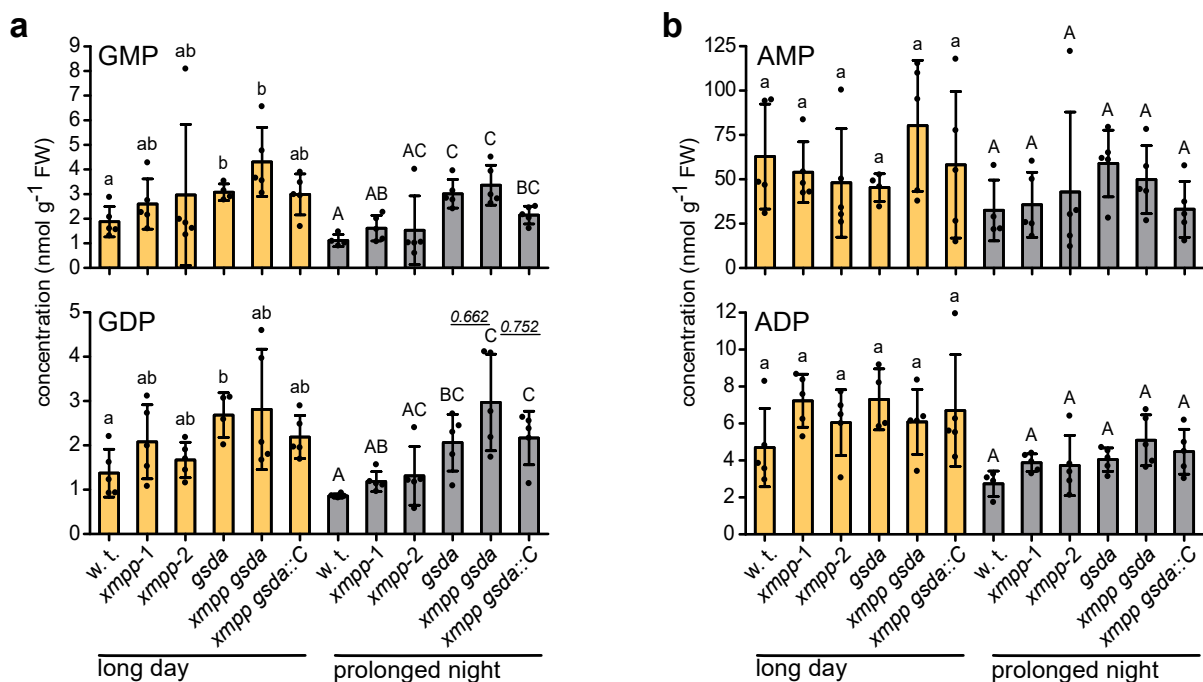 a
GMP
concentration (nmol g⁻¹ FW)
9
8
7
6
5
4
3
2
1
0
a ab ab b b ab A AB AC C C BC
GDP
5
4
3
2
1
0
a ab ab b ab ab A AB AC BC C C
0.662 0.752
w. t. xmpp-1 xmpp-2 gsda xmpp gsda xmpp gsda::C w. t. xmpp-1 xmpp-2 gsda xmpp gsda xmpp gsda::C
long day prolonged night
b
AMP
concentration (nmol g⁻¹ FW)
125
100
75
50
25
0
a a a a a a A A A A A A
ADP
12
10
8
6
4
2
0
a a a a a a A A A A A A
w. t. xmpp-1 xmpp-2 gsda xmpp gsda xmpp gsda::C w. t. xmpp-1 xmpp-2 gsda xmpp gsda xmpp gsda::C
long day prolonged night